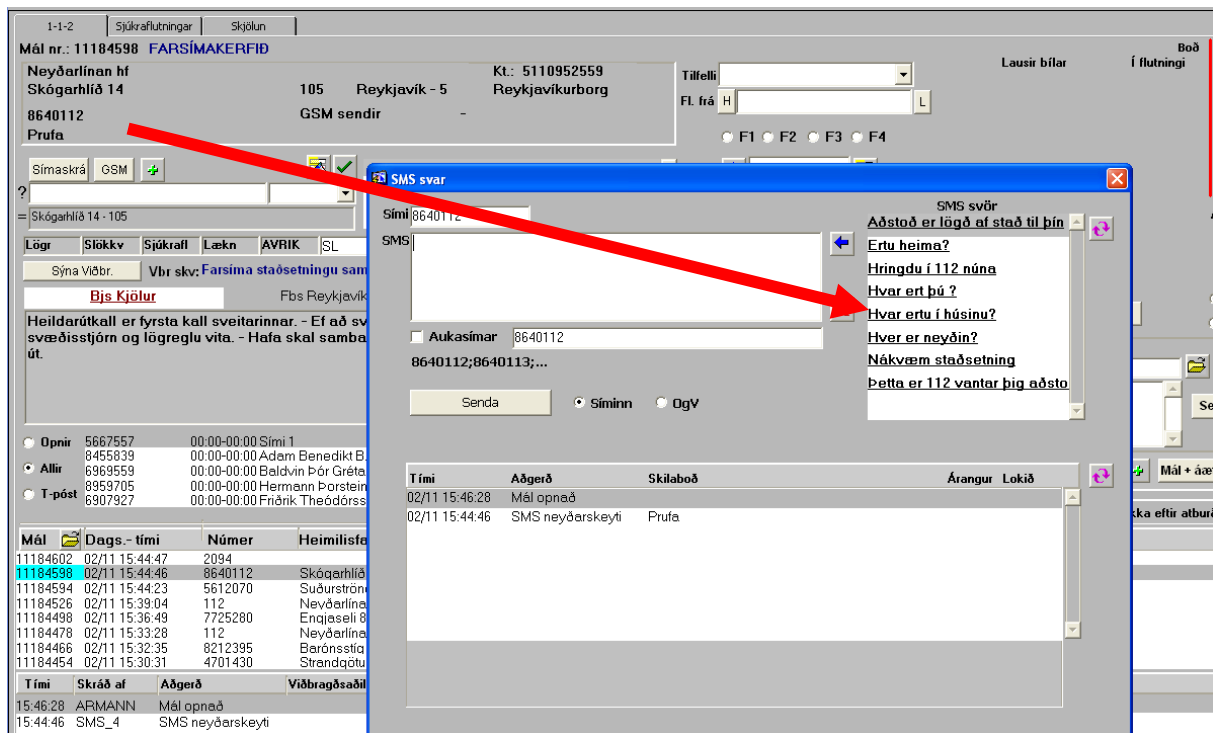 1-1-2 Sjúkraflutningar Skjölun
Mál nr.: 11184598 FARSÍMAKERFIÐ
Boð
Lausir bílar Í flutningi
Neyðarlínan hf Kt.: 5110952559
Skógarhlíð 14 105 Reykjavík - 5 Reykjavíkurborg
8640112 GSM sendir -
Prufa
Tilfelli
Fl. frá H L
F1 F2 F3 F4
Símaskrá GSM
?
= Skógarhlíð 14 - 105
Lögr Slökkv Sjúkrafl Lækn AVRIK SL
Sýna Viðbr. Vbr skv: Farsíma staðsetningu sam
Bjs Kjölur Fbs Reykjavík
Heildarútkall er fyrsta kall sveitarinnar. - Ef að sv
svæðisstjórn og lögreglu vita. - Hafa skal samba
út.
Opnir
Allir
T-póst
5667557 00:00-00:00 Sími 1
8455839 00:00-00:00 Adam Benedikt B.
6969559 00:00-00:00 Baldvin Þór Gréta
8959705 00:00-00:00 Hermann Þorstein
6907927 00:00-00:00 Friðrik Theódórss
Mál Dags.- tími Númer Heimilisfa
11184602 02/11 15:44:47 2094
11184598 02/11 15:44:46 8640112 Skógarhlíð
11184594 02/11 15:44:23 5612070 Suðurströn
11184526 02/11 15:39:04 112 Neyðarlína
11184498 02/11 15:36:49 7725280 Engjaseli 8
11184478 02/11 15:33:28 112 Neyðarlína
11184466 02/11 15:32:35 8212395 Barónsstíg
11184454 02/11 15:30:31 4701430 Strandgötu
Tími Skráð af Aðgerð Viðbragðsaðil
15:46:28 ARMANN Mál opnað
15:44:46 SMS_4 SMS neyðarskeyti
SMS svar
Sími 8640112
SMS
Aukasímar 8640112
8640112;8640113;...
Senda Síminn OgV
SMS svör
Aðstoð er lögð af stað til þín
Ertu heima?
Hringdu í 112 núna
Hvar ert þú ?
Hvar ertu í húsinu?
Hver er neyðin?
Nákvæm staðsetning
Þetta er 112 vantar þig aðsto
Tími Aðgerð Skilaboð Árangur Lokið
02/11 15:46:28 Mál opnað
02/11 15:44:46 SMS neyðarskeyti Prufa
Se
Mál + áæ
kka eftir atburð